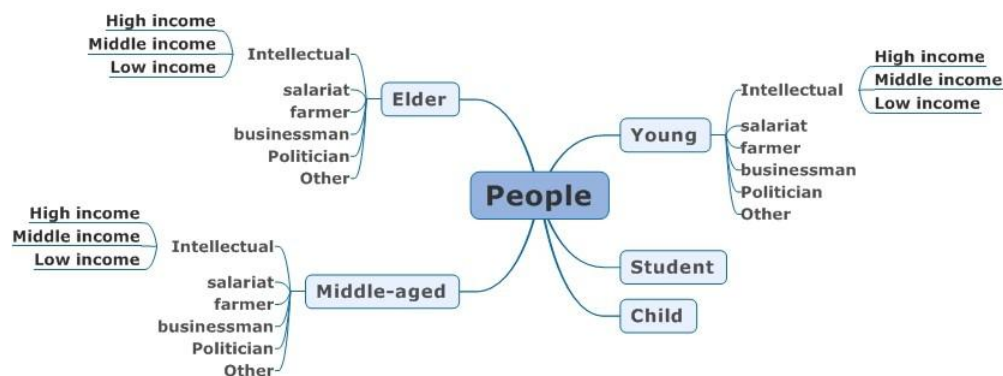 People
Elder
Intellectual
High income
Middle income
Low income
salariat
farmer
businessman
Politician
Other
Middle-aged
Intellectual
High income
Middle income
Low income
salariat
farmer
businessman
Politician
Other
Young
Intellectual
High income
Middle income
Low income
salariat
farmer
businessman
Politician
Other
Student
Child